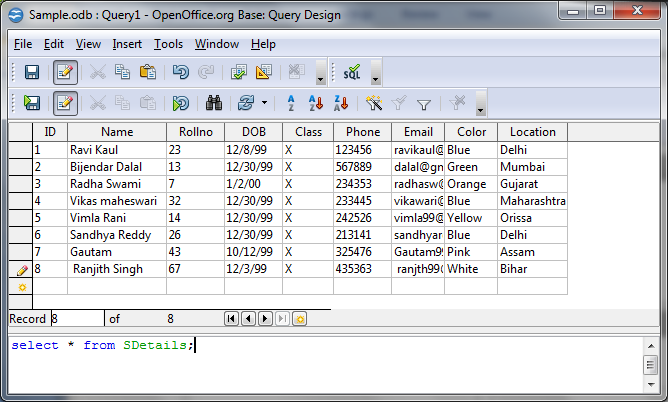 Sample.odb : Query1 - OpenOffice.org Base: Query Design
File Edit View Insert Tools Window Help
SQL
A Z A Z Z A
ID Name Rollno DOB Class Phone Email Color Location
1 Ravi Kaul 23 12/8/99 X 123456 ravikaul@ Blue Delhi
2 Bijendar Dalal 13 12/30/99 X 567889 dalal@gn Green Mumbai
3 Radha Swami 7 1/2/00 X 234353 radhasw@ Orange Gujarat
4 Vikas maheswari 32 12/30/99 X 233445 vikawari@ Blue Maharashtra
5 Vimla Rani 14 12/30/99 X 242526 vimla99@ Yellow Orissa
6 Sandhya Reddy 26 12/30/99 X 213141 sandhyar Blue Delhi
7 Gautam 43 10/12/99 X 325476 Gautam99 Pink Assam
8 Ranjith Singh 67 12/3/99 X 435363 ranjth99@ White Bihar
Record 8 of 8
select * from SDetails;